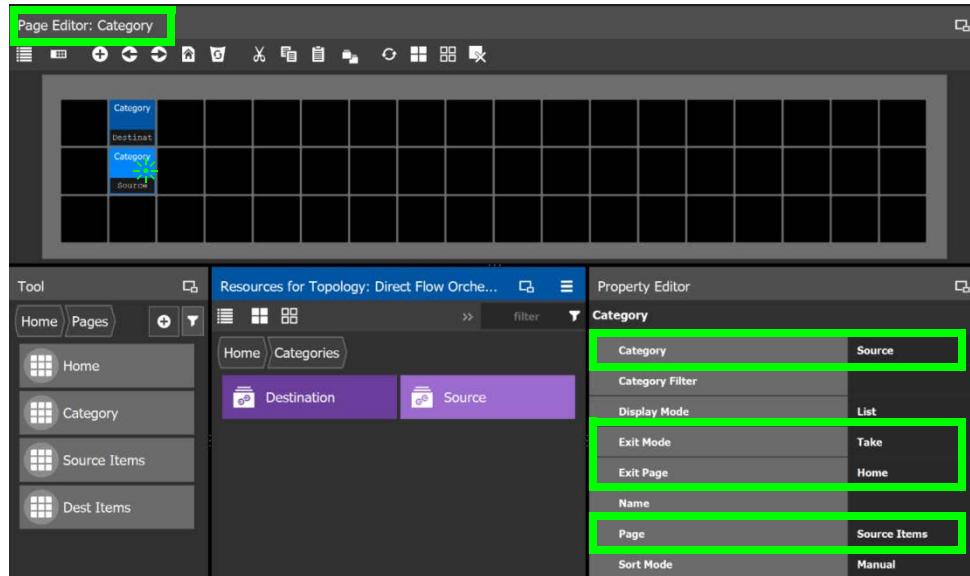 Page Editor: Category
Category
Destinat
Category
Source
Tool
Home Pages
Home
Category
Source Items
Dest Items
Resources for Topology: Direct Flow Orche...
>> filter
Home Categories
Destination Source
Property Editor
Category
Category Source
Category Filter
Display Mode List
Exit Mode Take
Exit Page Home
Name
Page Source Items
Sort Mode Manual